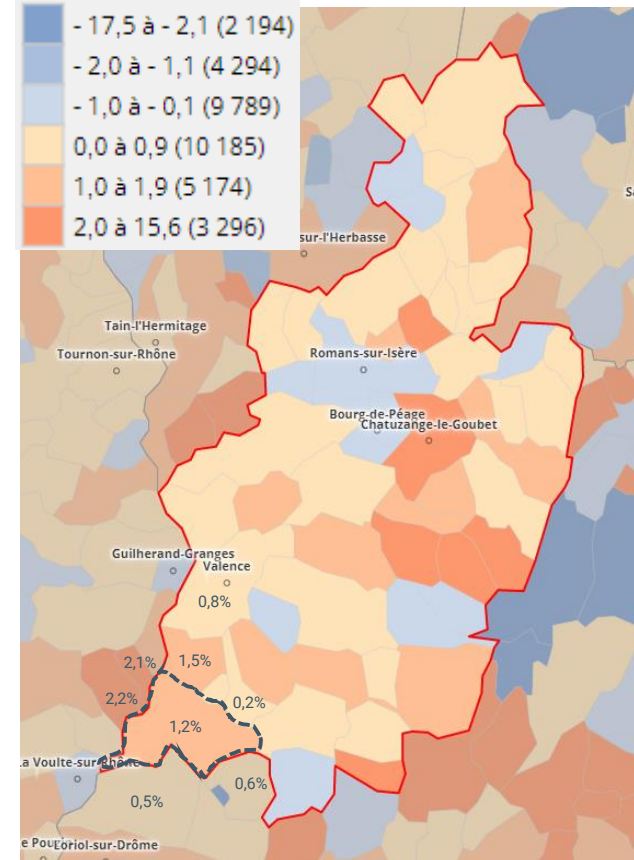 - 17,5 à - 2,1 (2 194)
- 2,0 à - 1,1 (4 294)
- 1,0 à - 0,1 (9 789)
0,0 à 0,9 (10 185)
1,0 à 1,9 (5 174)
2,0 à 15,6 (3 296)
sur-l'Herbasse
Tain-l'Hermitage
Tournon-sur-Rhône
Romans-sur-Isère
Bourg-de-Péage
Chatuzange-le-Goubet
Guilherand-Granges
Valence
0,8%
2,1%
1,5%
2,2%
0,2%
1,2%
La Voulte-sur-Rhône
0,6%
0,5%
Loriol-sur-Drôme